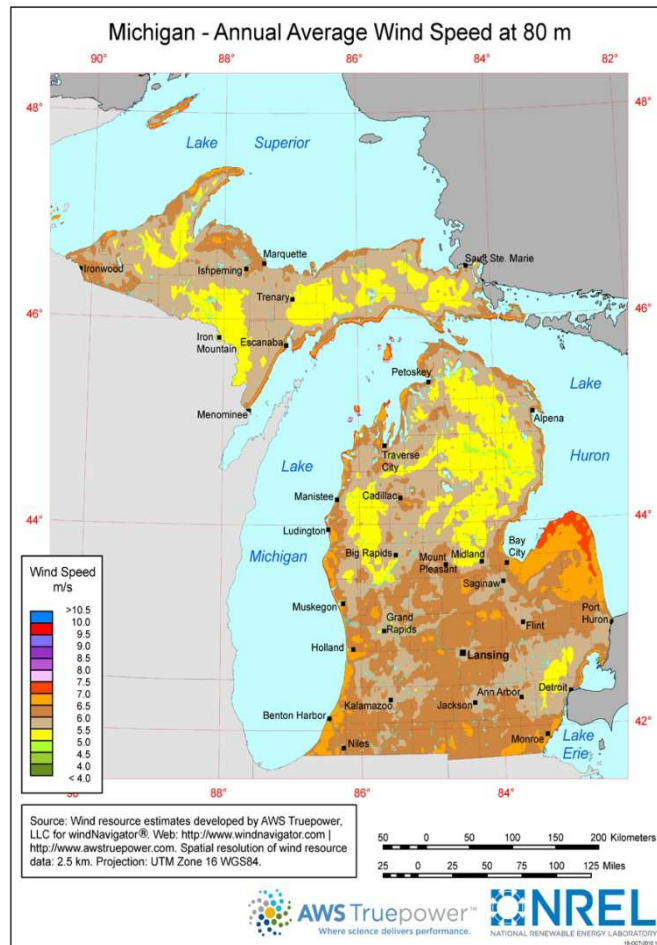 Michigan - Annual Average Wind Speed at 80 m
90°
88°
86°
84°
82°
48°
48°
Lake Superior
Marquette
Ironwood
Ishpeming
Sault Ste. Marie
Trenary
46°
46°
Iron
Mountain
Escanaba
Petoskey
Lake
Menominee
Alpena
Traverse
City
Huron
Lake
Manistee
Cadillac
44°
44°
Ludington
Bay
City
Michigan
Big Rapids
Mount
Pleasant
Midland
Saginaw
Wind Speed
m/s
>10.5
10.0
9.5
9.0
8.5
8.0
7.5
7.0
6.5
6.0
5.5
5.0
4.5
4.0
< 4.0
Muskegon
Port
Huron
Grand
Rapids
Flint
Holland
Lansing
Ann Arbor
Detroit
Kalamazoo
Jackson
Benton Harbor
42°
42°
Monroe
Lake
Erie
Niles
90°
88°
86°
84°
82°
Source: Wind resource estimates developed by AWS Truepower,
LLC for windNavigator®. Web: http://www.windnavigator.com |
http://www.awstruepower.com. Spatial resolution of wind resource
data: 2.5 km. Projection: UTM Zone 16 WGS84.
50 0 50 100 150 200 Kilometers
25 0 25 50 75 100 125 Miles
AWS Truepower™
Where science delivers performance.
NREL
NATIONAL RENEWABLE ENERGY LABORATORY